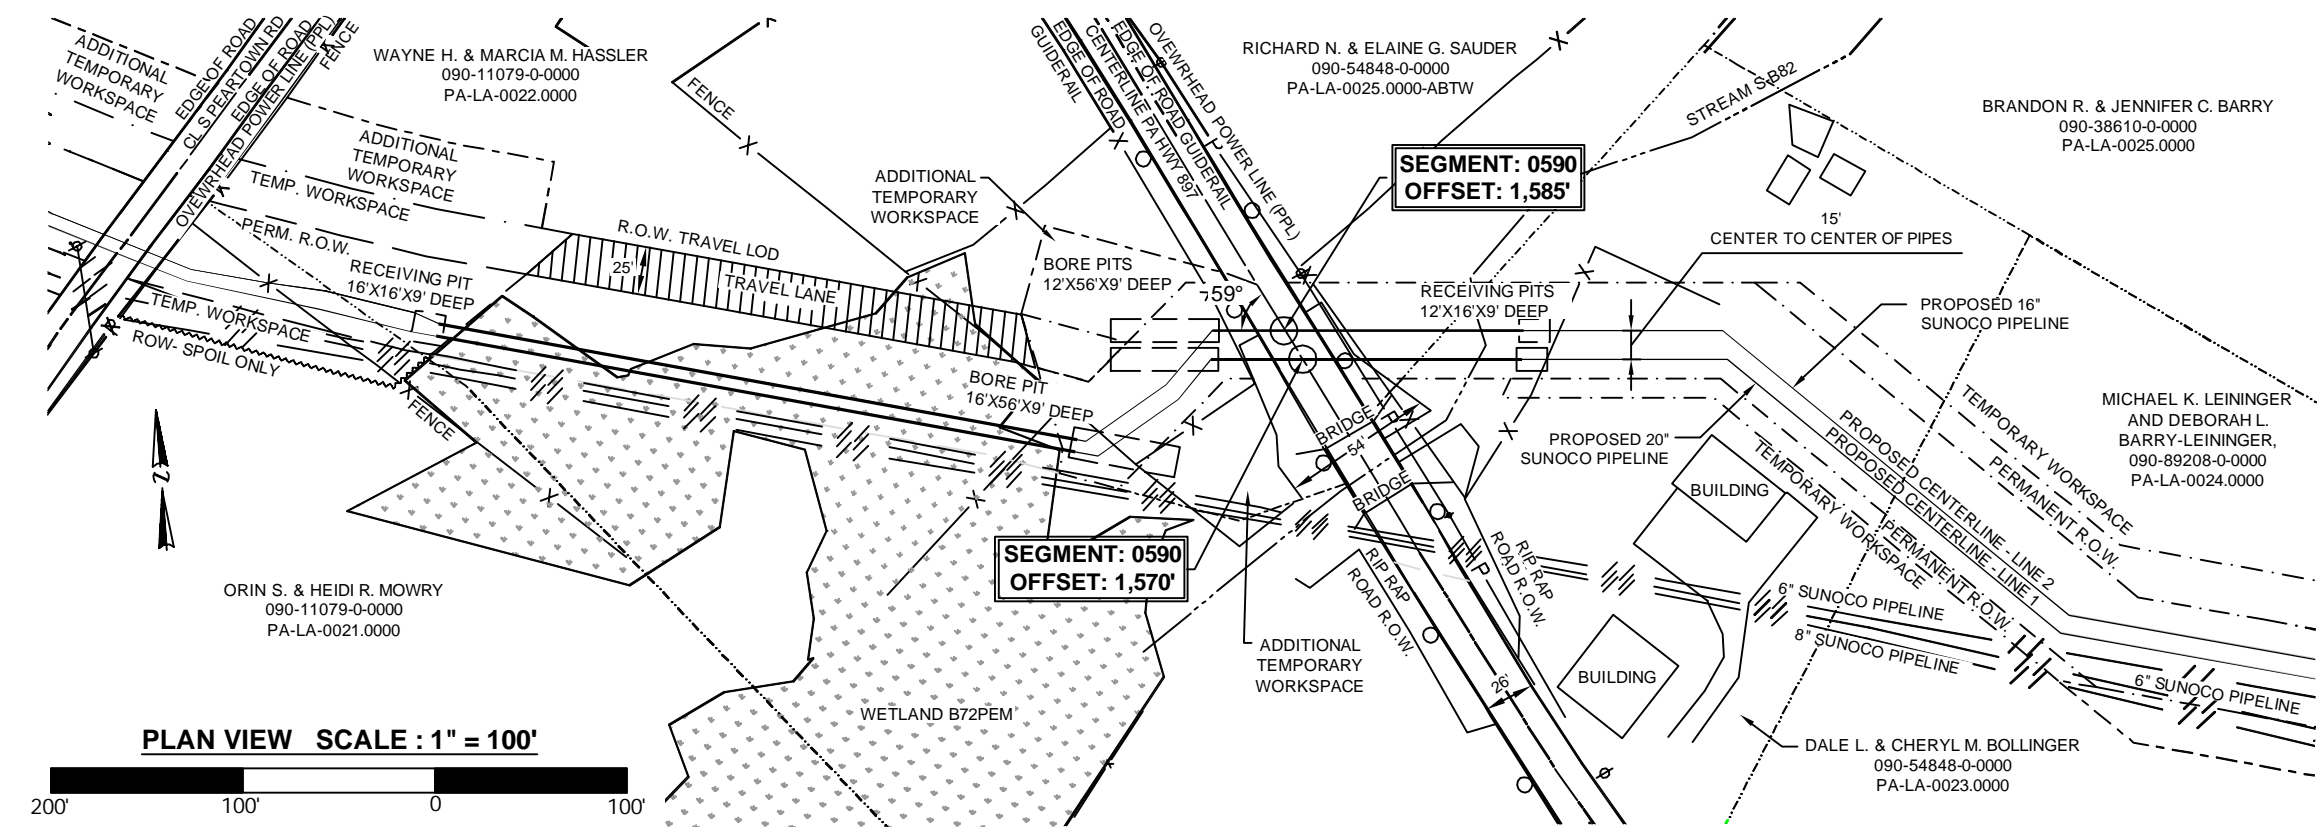 ADDITIONAL
TEMPORARY
WORKSPACE
EDGE OF ROAD
CL S PEARTOWN RD
EDGE OF ROAD
OVEWRHEAD POWER LINE (PPL)
FENCE
WAYNE H. & MARCIA M. HASSLER
090-11079-0-0000
PA-LA-0022.0000
FENCE
ADDITIONAL
TEMPORARY
WORKSPACE
TEMP. WORKSPACE
PERM. R.O.W.
RECEIVING PIT
16'X16'X9' DEEP
TEMP. WORKSPACE
ROW- SPOIL ONLY
FENCE
R.O.W. TRAVEL LOD
25'
TRAVEL LANE
ADDITIONAL
TEMPORARY
WORKSPACE
BORE PITS
12'X56'X9' DEEP
BORE PIT
16'X56'X9' DEEP
GUIDERAIL
EDGE OF ROAD
CENTERLINE PA HWY 897
EDGE OF ROAD
GUIDERAIL
OVEWRHEAD POWER LINE (PPL)
RICHARD N. & ELAINE G. SAUDER
090-54848-0-0000
PA-LA-0025.0000-ABTW
SEGMENT: 0590
OFFSET: 1,585'
STREAM S-B82
BRANDON R. & JENNIFER C. BARRY
090-38610-0-0000
PA-LA-0025.0000
15'
CENTER TO CENTER OF PIPES
59°
RECEIVING PITS
12'X16'X9' DEEP
PROPOSED 16"
SUNOCO PIPELINE
PROPOSED 20"
SUNOCO PIPELINE
BRIDGE
54'
BRIDGE
MICHAEL K. LEININGER
AND DEBORAH L.
BARRY-LEININGER,
090-89208-0-0000
PA-LA-0024.0000
TEMPORARY WORKSPACE
PERMANENT R.O.W.
PROPOSED CENTERLINE - LINE 2
PROPOSED CENTERLINE - LINE 1
PERMANENT R.O.W.
TEMPORARY WORKSPACE
BUILDING
BUILDING
6" SUNOCO PIPELINE
8" SUNOCO PIPELINE
6" SUNOCO PIPELINE
RIP RAP
ROAD R.O.W.
RIP RAP
ROAD R.O.W.
26'
SEGMENT: 0590
OFFSET: 1,570'
ADDITIONAL
TEMPORARY
WORKSPACE
WETLAND B72PEM
N
ORIN S. & HEIDI R. MOWRY
090-11079-0-0000
PA-LA-0021.0000
DALE L. & CHERYL M. BOLLINGER
090-54848-0-0000
PA-LA-0023.0000
PLAN VIEW SCALE : 1" = 100'
200' 100' 0 100'